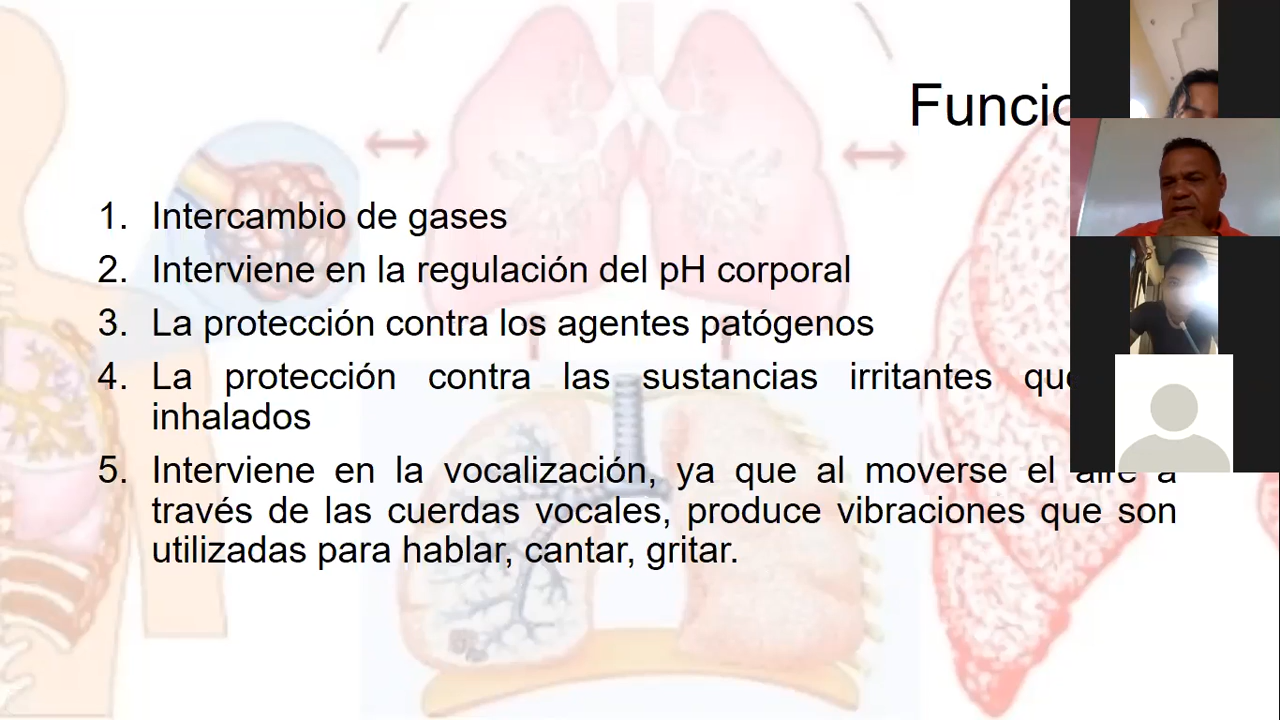 Funcio
1. Intercambio de gases
2. Interviene en la regulación del pH corporal
3. La protección contra los agentes patógenos
4. La protección contra las sustancias irritantes
inhalados
5. Interviene en la vocalización, ya que al moverse el aire a
través de las cuerdas vocales, produce vibraciones que son
utilizadas para hablar, cantar, gritar.